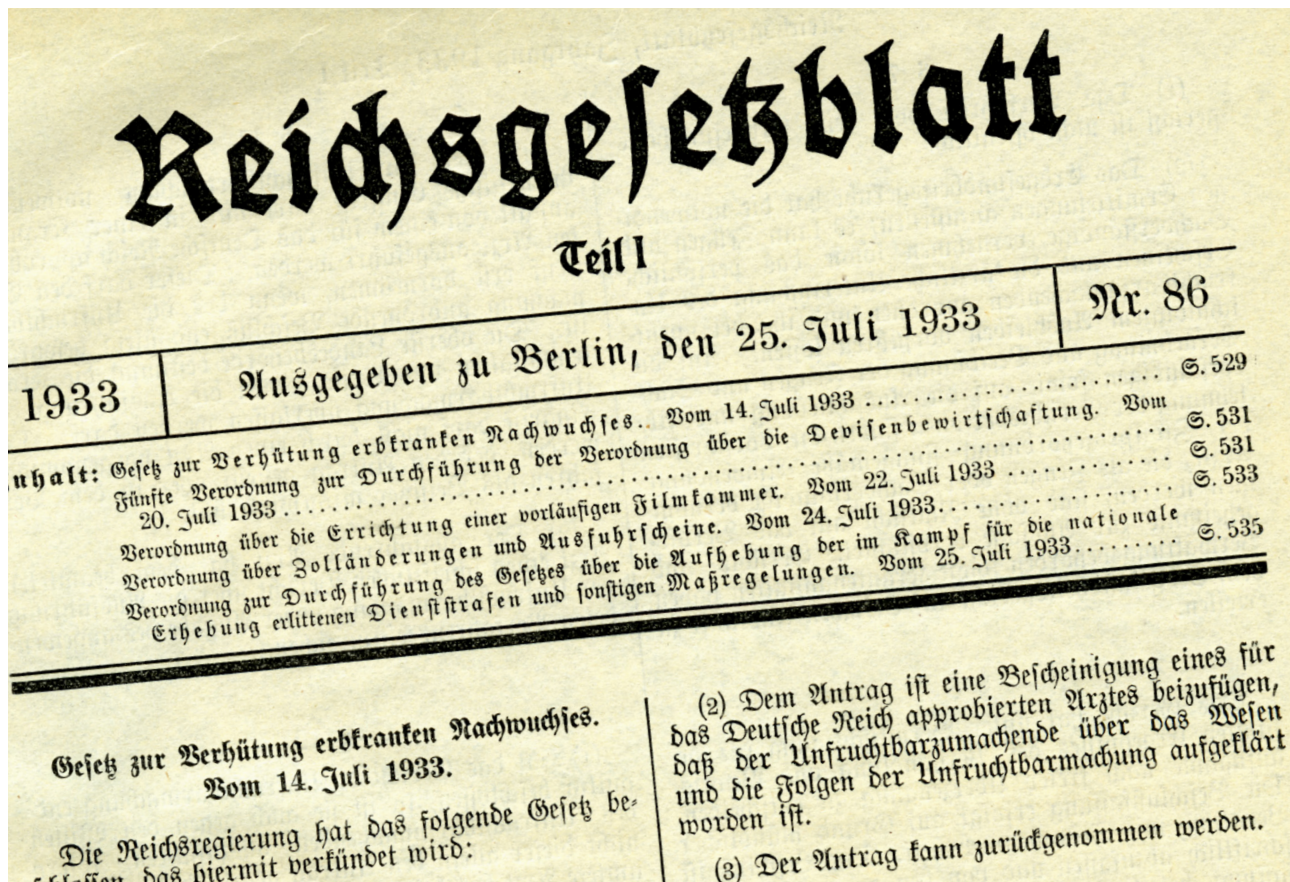 Reichsgesetzblatt
Teil I
1933
Ausgegeben zu Berlin, den 25. Juli 1933
Nr. 86
nhalt: Gesetz zur Verhütung erbkranken Nachwuchses.. Vom 14. Juli 1933 .......................... S. 529
Fünfte Verordnung zur Durchführung der Verordnung über die Devisenbewirtschaftung. Vom
20. Juli 1933 .......................... S. 531
Verordnung über die Errichtung einer vorläufigen Filmkammer. Vom 22. Juli 1933 .............. S. 531
Verordnung über Zolländerungen und Ausfuhrscheine. Vom 24. Juli 1933.................. S. 533
Verordnung zur Durchführung des Gesetzes über die Aufhebung der im Kampf für die nationale
Erhebung erlittenen Dienststrafen und sonstigen Maßregelungen. Vom 25. Juli 1933......... S. 535
Gesetz zur Verhütung erbkranken Nachwuchses.
Vom 14. Juli 1933.
Die Reichsregierung hat das folgende Gesetz be-
schlossen, das hiermit verkündet wird:
(2) Dem Antrag ist eine Bescheinigung eines für
das Deutsche Reich approbierten Arztes beizufügen,
daß der Unfruchtbarzumachende über das Wesen
und die Folgen der Unfruchtbarmachung aufgeklärt
worden ist.
(3) Der Antrag kann zurückgenommen werden.